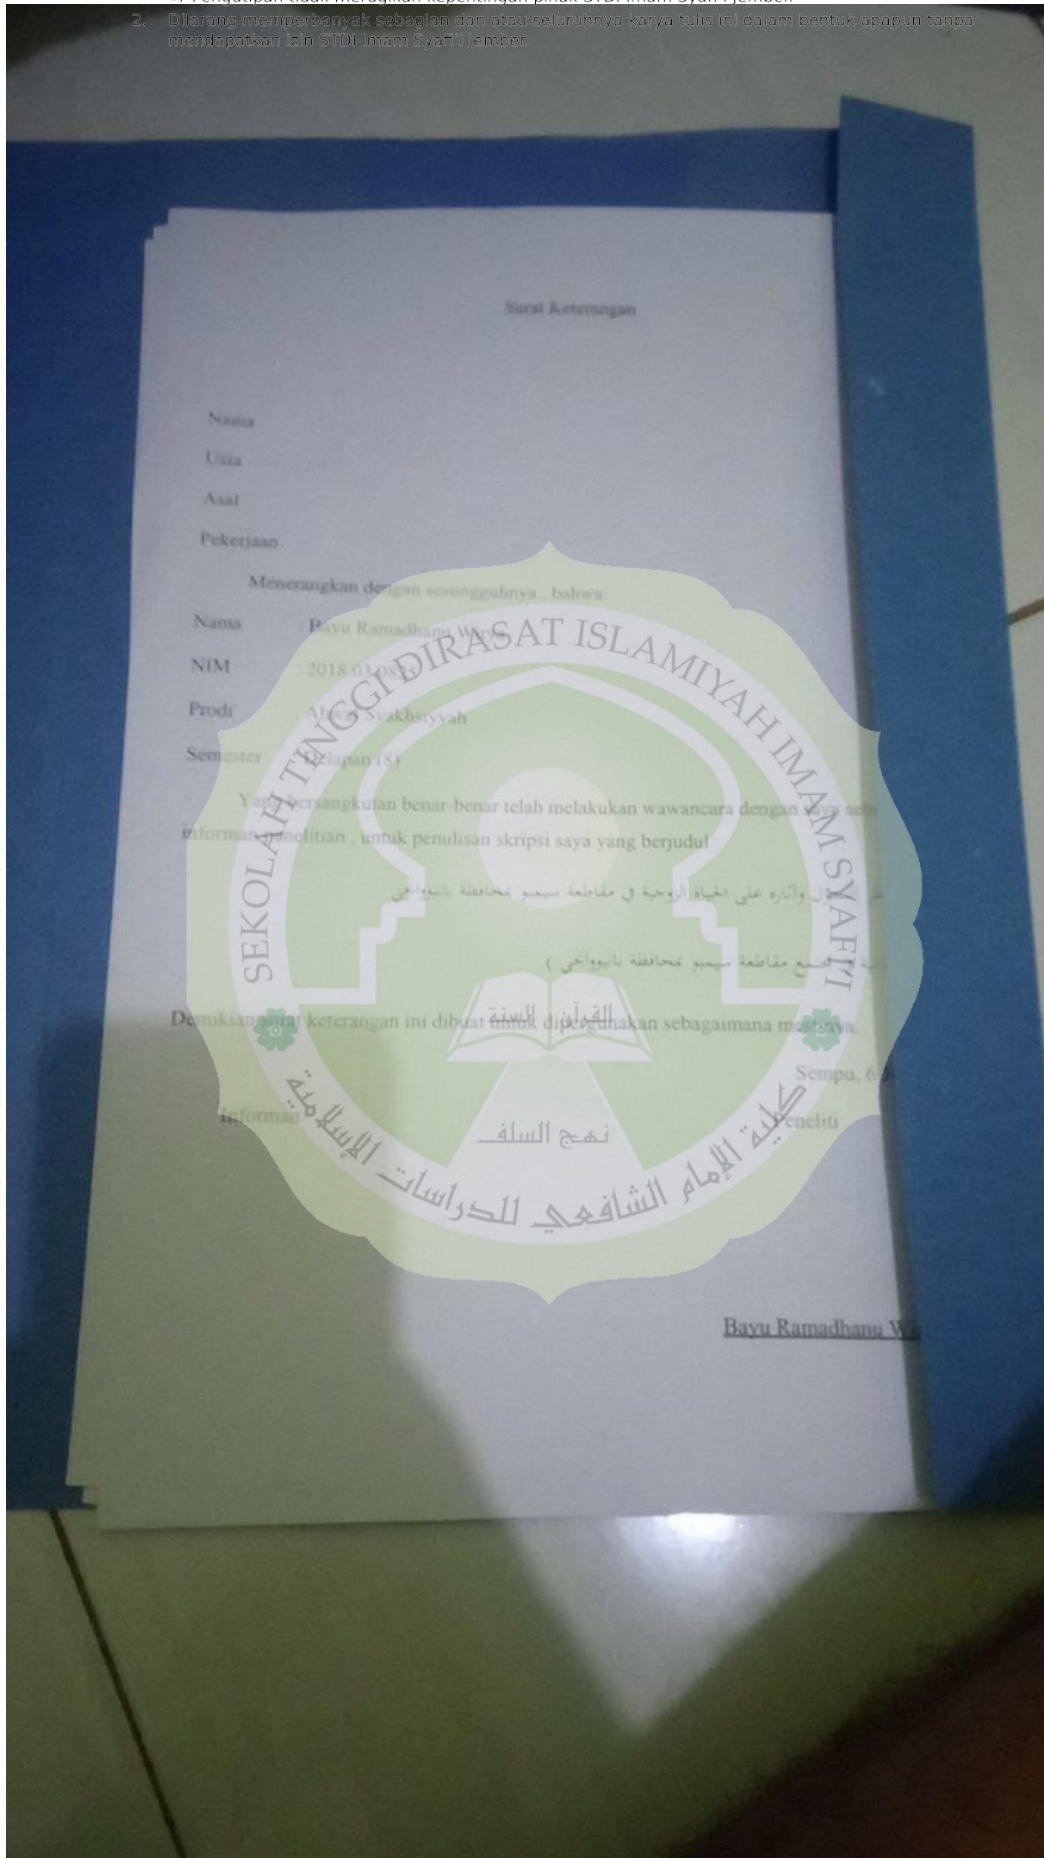 2. Dilarang memperbanyak sebagian dan atau seluruhnya karya tulis ini dalam bentuk apapun tanpa
mendapatkan izin STDI Imam Syafi'i Jember.
Surat Keterangan
Nama
Usia
Asal
Pekerjaan
Menerangkan dengan sesungguhnya , bahwa:
Nama : Bayu Ramadhanu
NIM : 2018.03
Prodi : Ahwal Syakhsiyyah
Semester : Delapan (8)
Yang bersangkutan benar-benar telah melakukan wawancara dengan saya
informan penelitian , untuk penulisan skripsi saya yang berjudul :
وآثاره على الحياة الزوجية في مقاطعة سيمبو بمحافظة بانيوواجي
مجتمع مقاطعة سيمبو بمحافظة بانيوواجي )
Demikian surat keterangan ini dibuat untuk dipergunakan sebagaimana mestinya.
Sempu, 6
Informan Peneliti
Bayu Ramadhanu
SEKOLAH TINGGI DIRASAT ISLAMIYAH IMAM SYAFI'I
القرآن السنة
نهج السلف
كلية الإمام الشافعي للدراسات الإسلامية